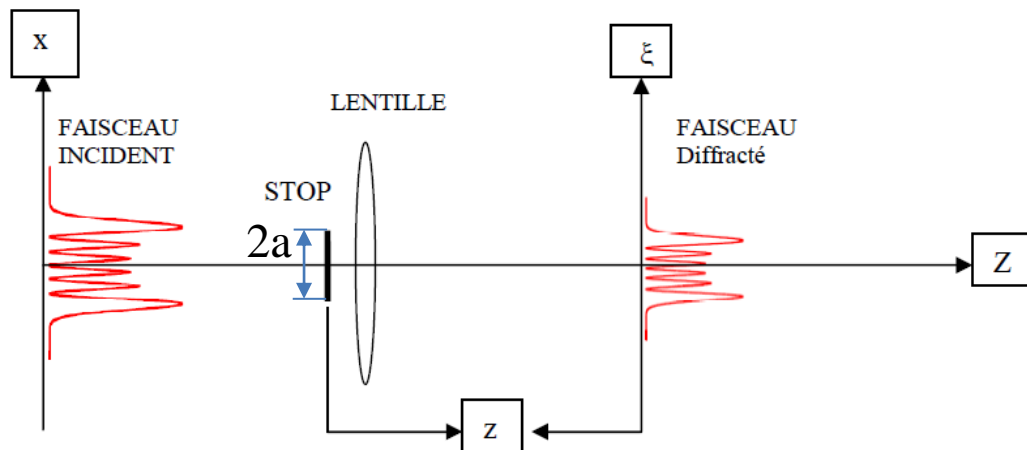 x
ξ
LENTILLE
FAISCEAU
INCIDENT
FAISCEAU
Diffracté
STOP
2a
Z
z